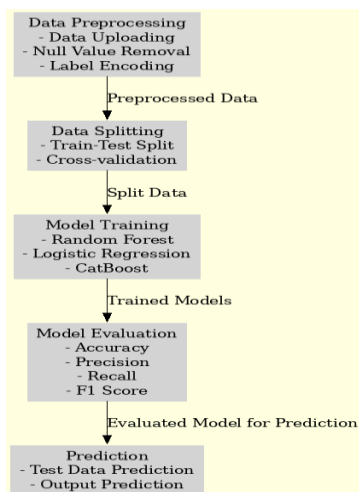 Data Preprocessing
- Data Uploading
- Null Value Removal
- Label Encoding
Preprocessed Data
Data Splitting
- Train-Test Split
- Cross-validation
Split Data
Model Training
- Random Forest
- Logistic Regression
- CatBoost
Trained Models
Model Evaluation
- Accuracy
- Precision
- Recall
- F1 Score
Evaluated Model for Prediction
Prediction
- Test Data Prediction
- Output Prediction